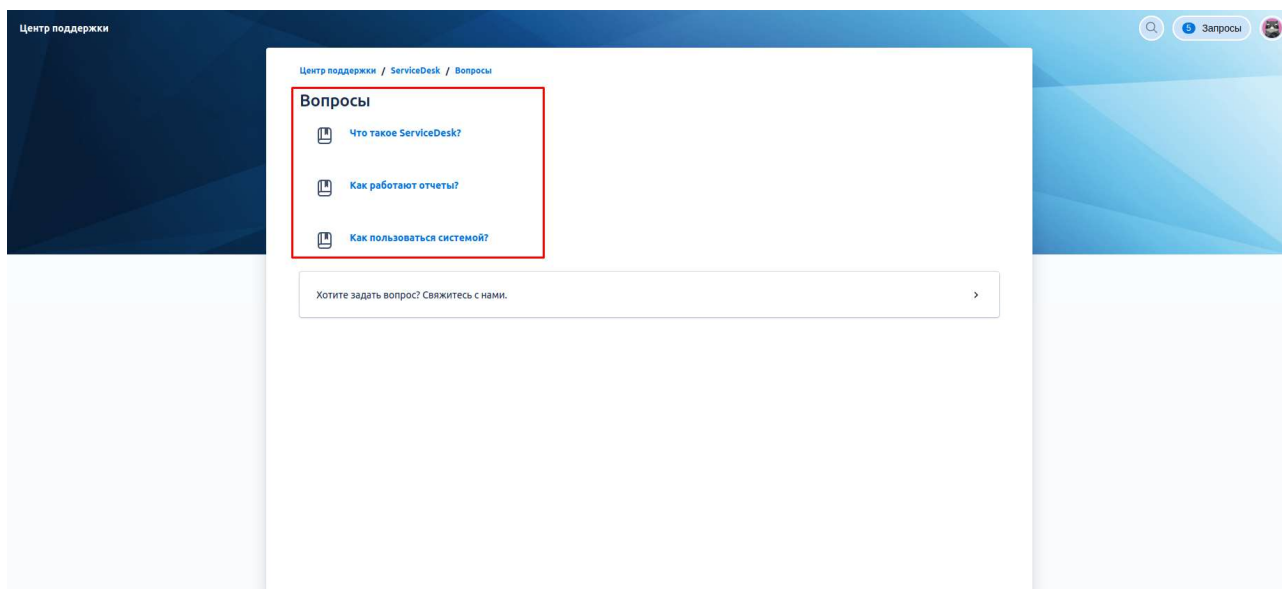 Центр поддержки
5 Запросы
Центр поддержки / ServiceDesk / Вопросы
Вопросы
Что такое ServiceDesk?
Как работают отчеты?
Как пользоваться системой?
Хотите задать вопрос? Свяжитесь с нами.